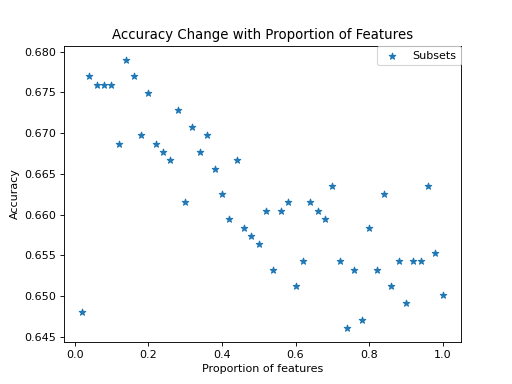 Accuracy Change with Proportion of Features
Subsets
Accuracy
0.680
0.675
0.670
0.665
0.660
0.655
0.650
0.645
0.0 0.2 0.4 0.6 0.8 1.0
Proportion of features